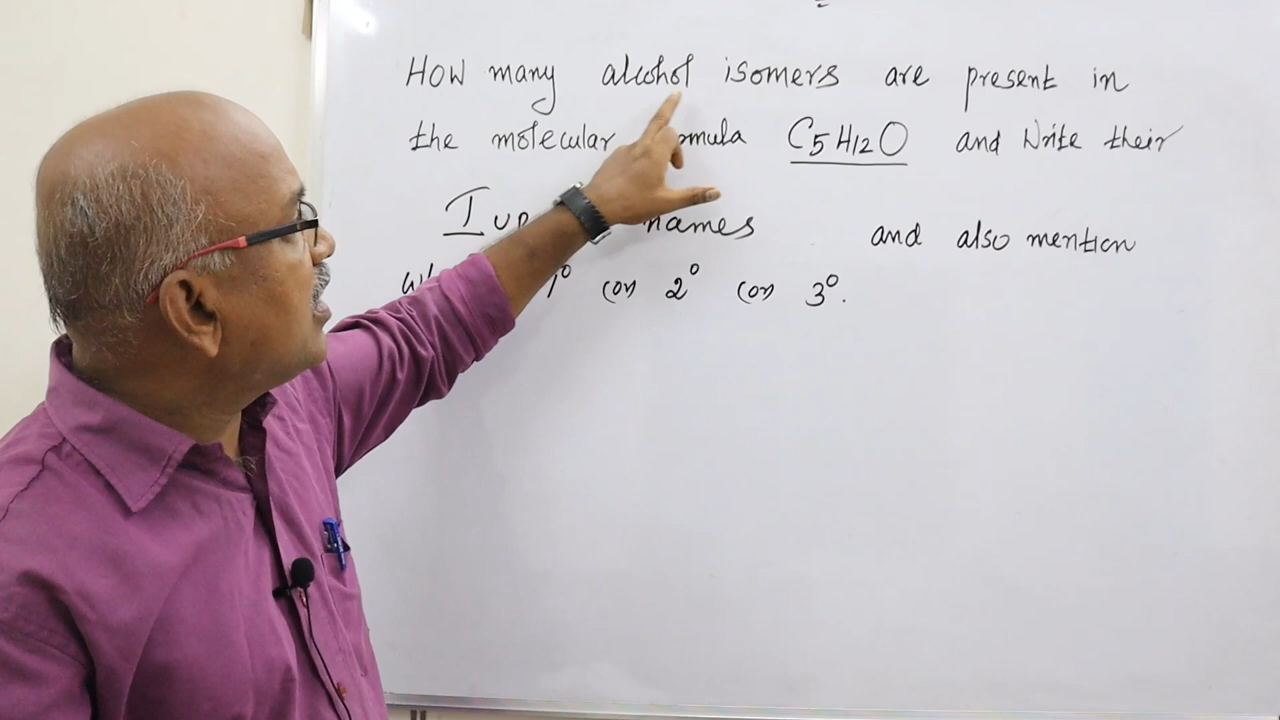 How many alcohol isomers are present in
the molecular C5H12O and write their
names and also mention
1° (or) 2° (or) 3°.